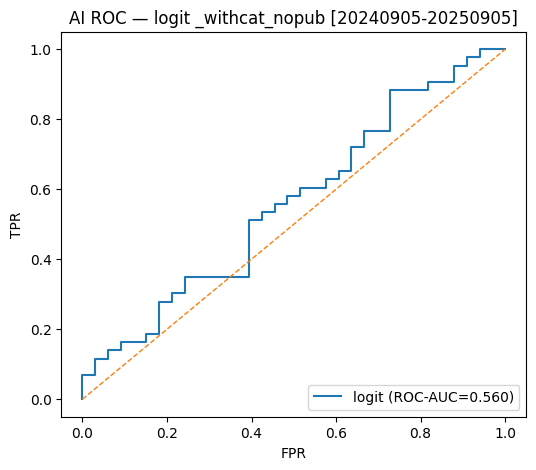 AI ROC — logit _withcat_nopub [20240905-20250905]
1.0
0.8
0.6
0.4
0.2
0.0
TPR
logit (ROC-AUC=0.560)
0.0 0.2 0.4 0.6 0.8 1.0
FPR